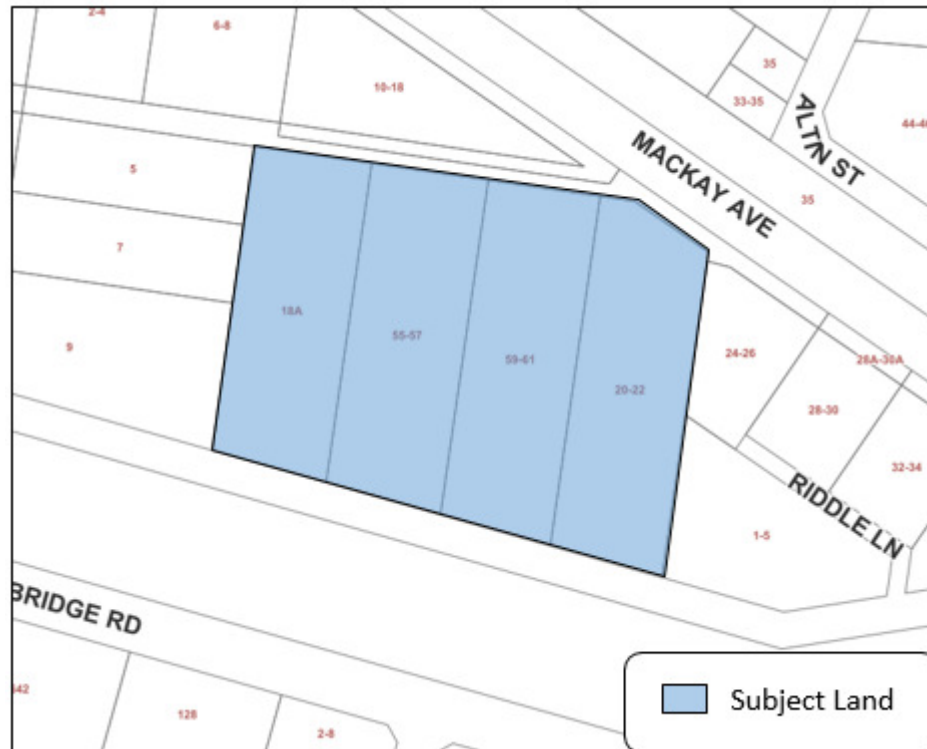 2-4
6-8
10-18
35
33-35
44-4
ALTN ST
MACKAY AVE
35
5
7
9
18A
55-57
59-61
20-22
24-26
28A-30A
28-30
32-34
RIDDLE LN
1-5
BRIDGE RD
128
2-8
Subject Land